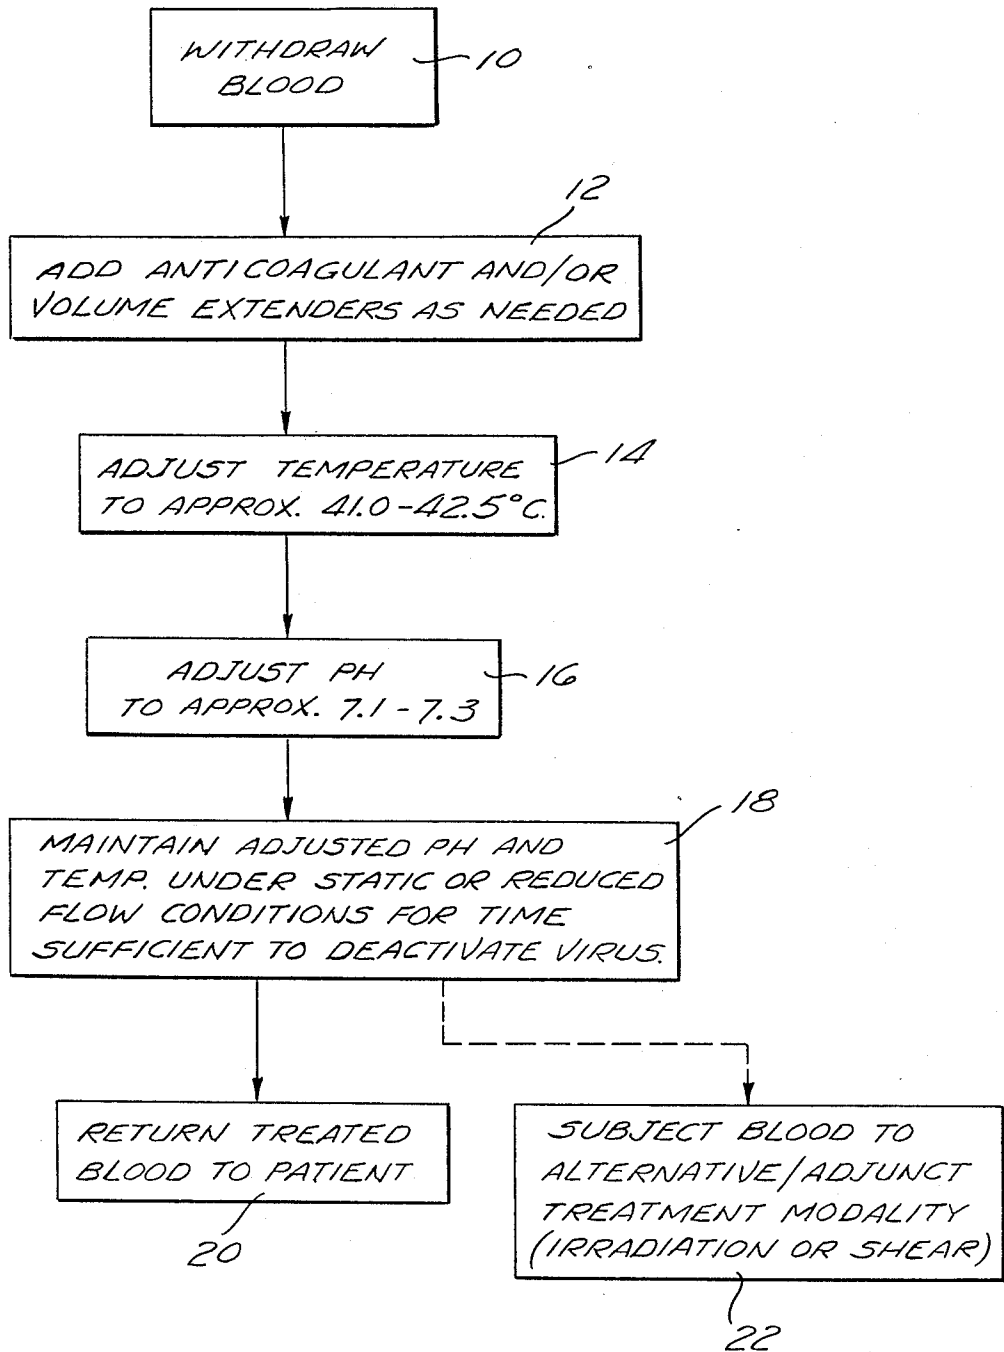 WITHDRAW
BLOOD
10
12
ADD ANTICOAGULANT AND/OR
VOLUME EXTENDERS AS NEEDED
14
ADJUST TEMPERATURE
TO APPROX. 41.0-42.5°C.
ADJUST PH
TO APPROX. 7.1-7.3
16
18
MAINTAIN ADJUSTED PH AND
TEMP. UNDER STATIC OR REDUCED
FLOW CONDITIONS FOR TIME
SUFFICIENT TO DEACTIVATE VIRUS.
RETURN TREATED
BLOOD TO PATIENT
20
SUBJECT BLOOD TO
ALTERNATIVE/ADJUNCT
TREATMENT MODALITY
(IRRADIATION OR SHEAR)
22